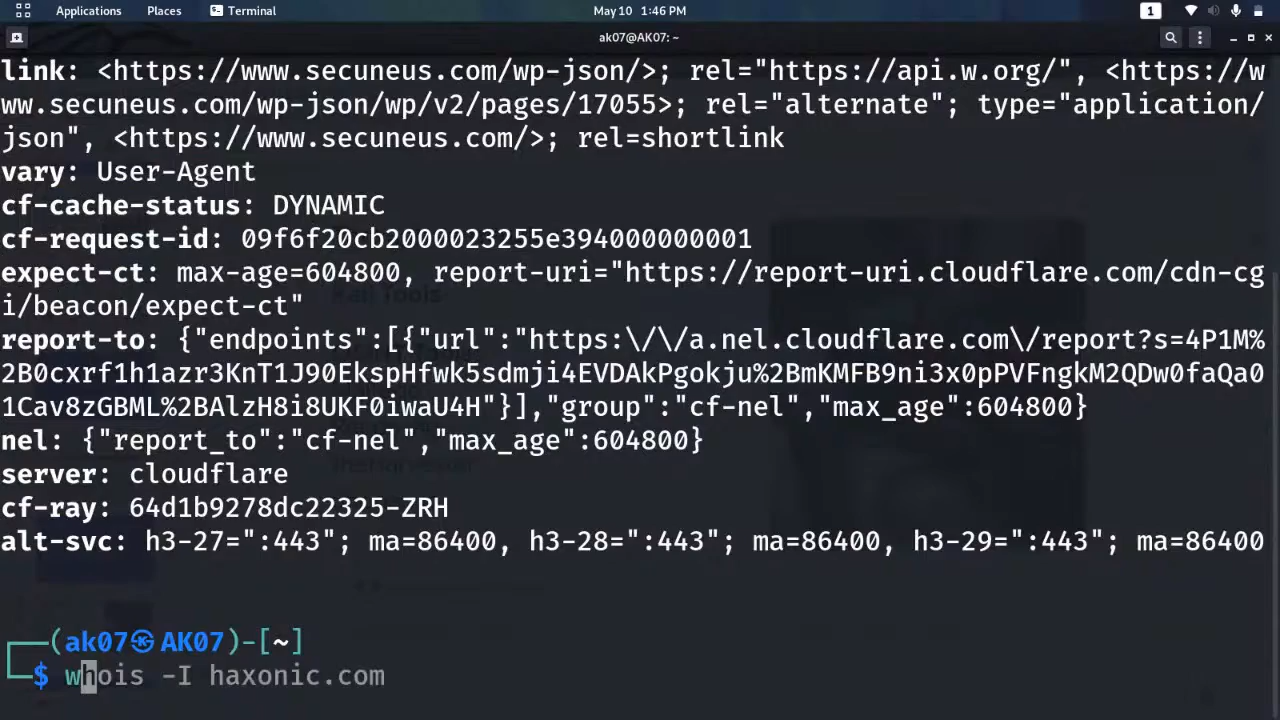 Applications Places Terminal May 10 1:46 PM 1
ak07@AK07: ~
link: <https://www.secuneus.com/wp-json/>; rel="https://api.w.org/", <https://w
ww.secuneus.com/wp-json/wp/v2/pages/17055>; rel="alternate"; type="application/
json", <https://www.secuneus.com/>; rel=shortlink
vary: User-Agent
cf-cache-status: DYNAMIC
cf-request-id: 09f6f20cb2000023255e394000000001
expect-ct: max-age=604800, report-uri="https://report-uri.cloudflare.com/cdn-cg
i/beacon/expect-ct"
report-to: {"endpoints":[{"url":"https:\/\/a.nel.cloudflare.com\/report?s=4P1M%
2B0cxrf1h1azr3KnT1J90EkspHfwk5sdmji4EVDAkPgokju%2BmKMFB9ni3x0pPVFngkM2QDw0faQa0
1Cav8zGBML%2BAlzH8i8UKF0iwaU4H"}],"group":"cf-nel","max_age":604800}
nel: {"report_to":"cf-nel","max_age":604800}
server: cloudflare
cf-ray: 64d1b9278dc22325-ZRH
alt-svc: h3-27=":443"; ma=86400, h3-28=":443"; ma=86400, h3-29=":443"; ma=86400
┌──(ak07㉿AK07)-[~]
└─$ whois -I haxonic.com